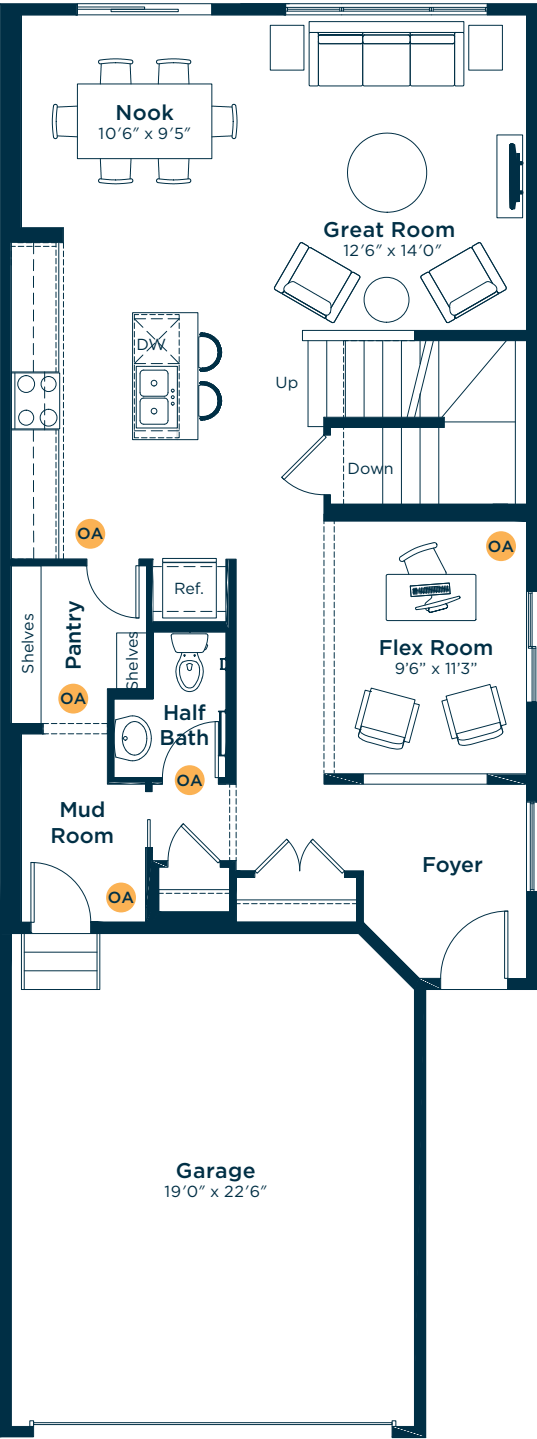 Nook
10'6" x 9'5"
Great Room
12'6" x 14'0"
DW
Up
Down
OA
OA
Ref.
Shelves
Pantry
Shelves
Flex Room
9'6" x 11'3"
OA
Half
Bath
OA
Mud
Room
Foyer
OA
Garage
19'0" x 22'6"